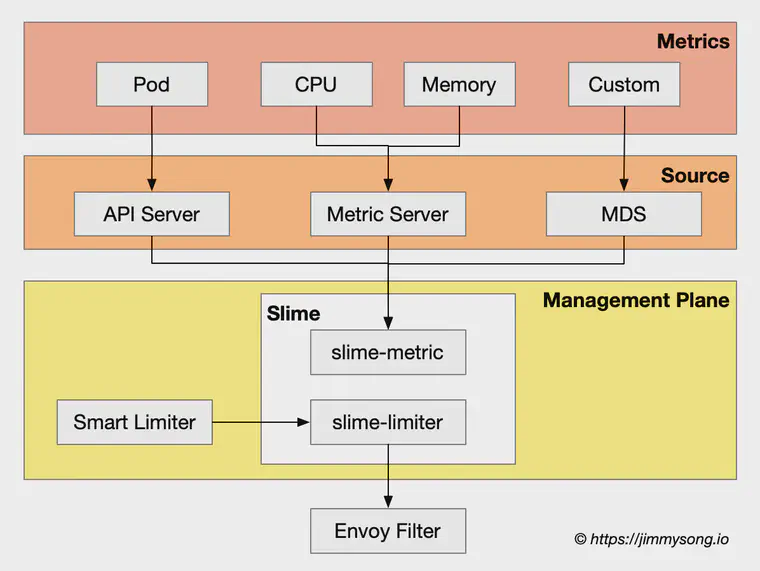 Metrics
Pod
CPU
Memory
Custom
Source
API Server
Metric Server
MDS
Management Plane
Slime
slime-metric
Smart Limiter
slime-limiter
Envoy Filter
© https://jimmysong.io